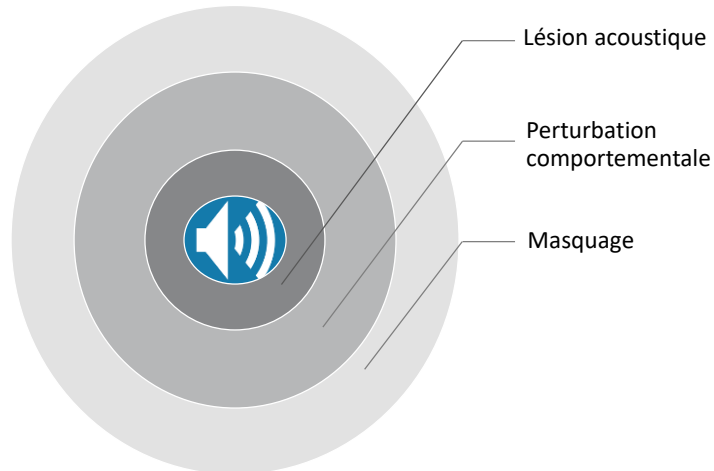 Lésion acoustique
Perturbation
comportementale
Masquage